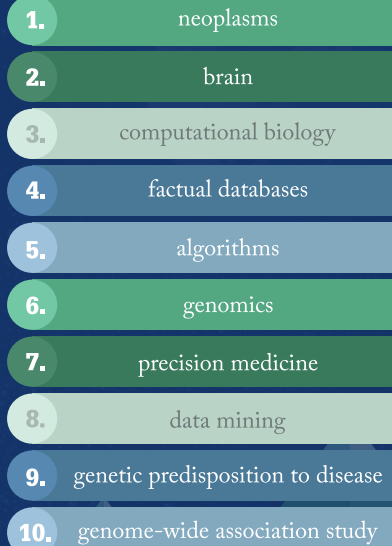 1. neoplasms
2. brain
3. computational biology
4. factual databases
5. algorithms
6. genomics
7. precision medicine
8. data mining
9. genetic predisposition to disease
10. genome-wide association study